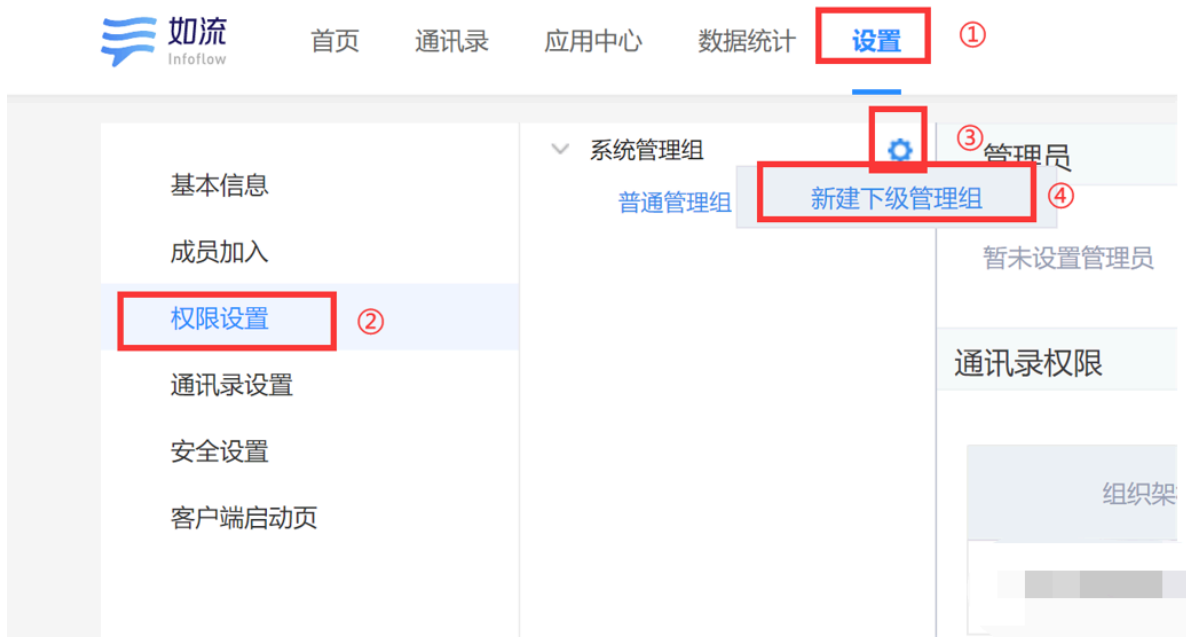 如流
Infoflow
首页
通讯录
应用中心
数据统计
设置
①
基本信息
成员加入
权限设置
②
通讯录设置
安全设置
客户端启动页
系统管理组
③
普通管理组
新建下级管理组
④
管理员
暂未设置管理员
通讯录权限
组织架